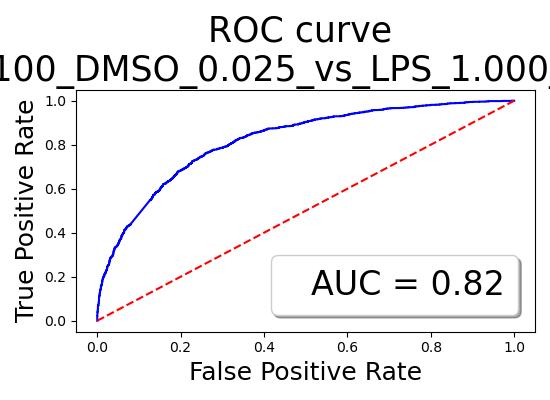 ROC curve
100_DMSO_0.025_vs_LPS_1.000_
True Positive Rate
1.0
0.8
0.6
0.4
0.2
0.0
AUC = 0.82
0.0 0.2 0.4 0.6 0.8 1.0
False Positive Rate